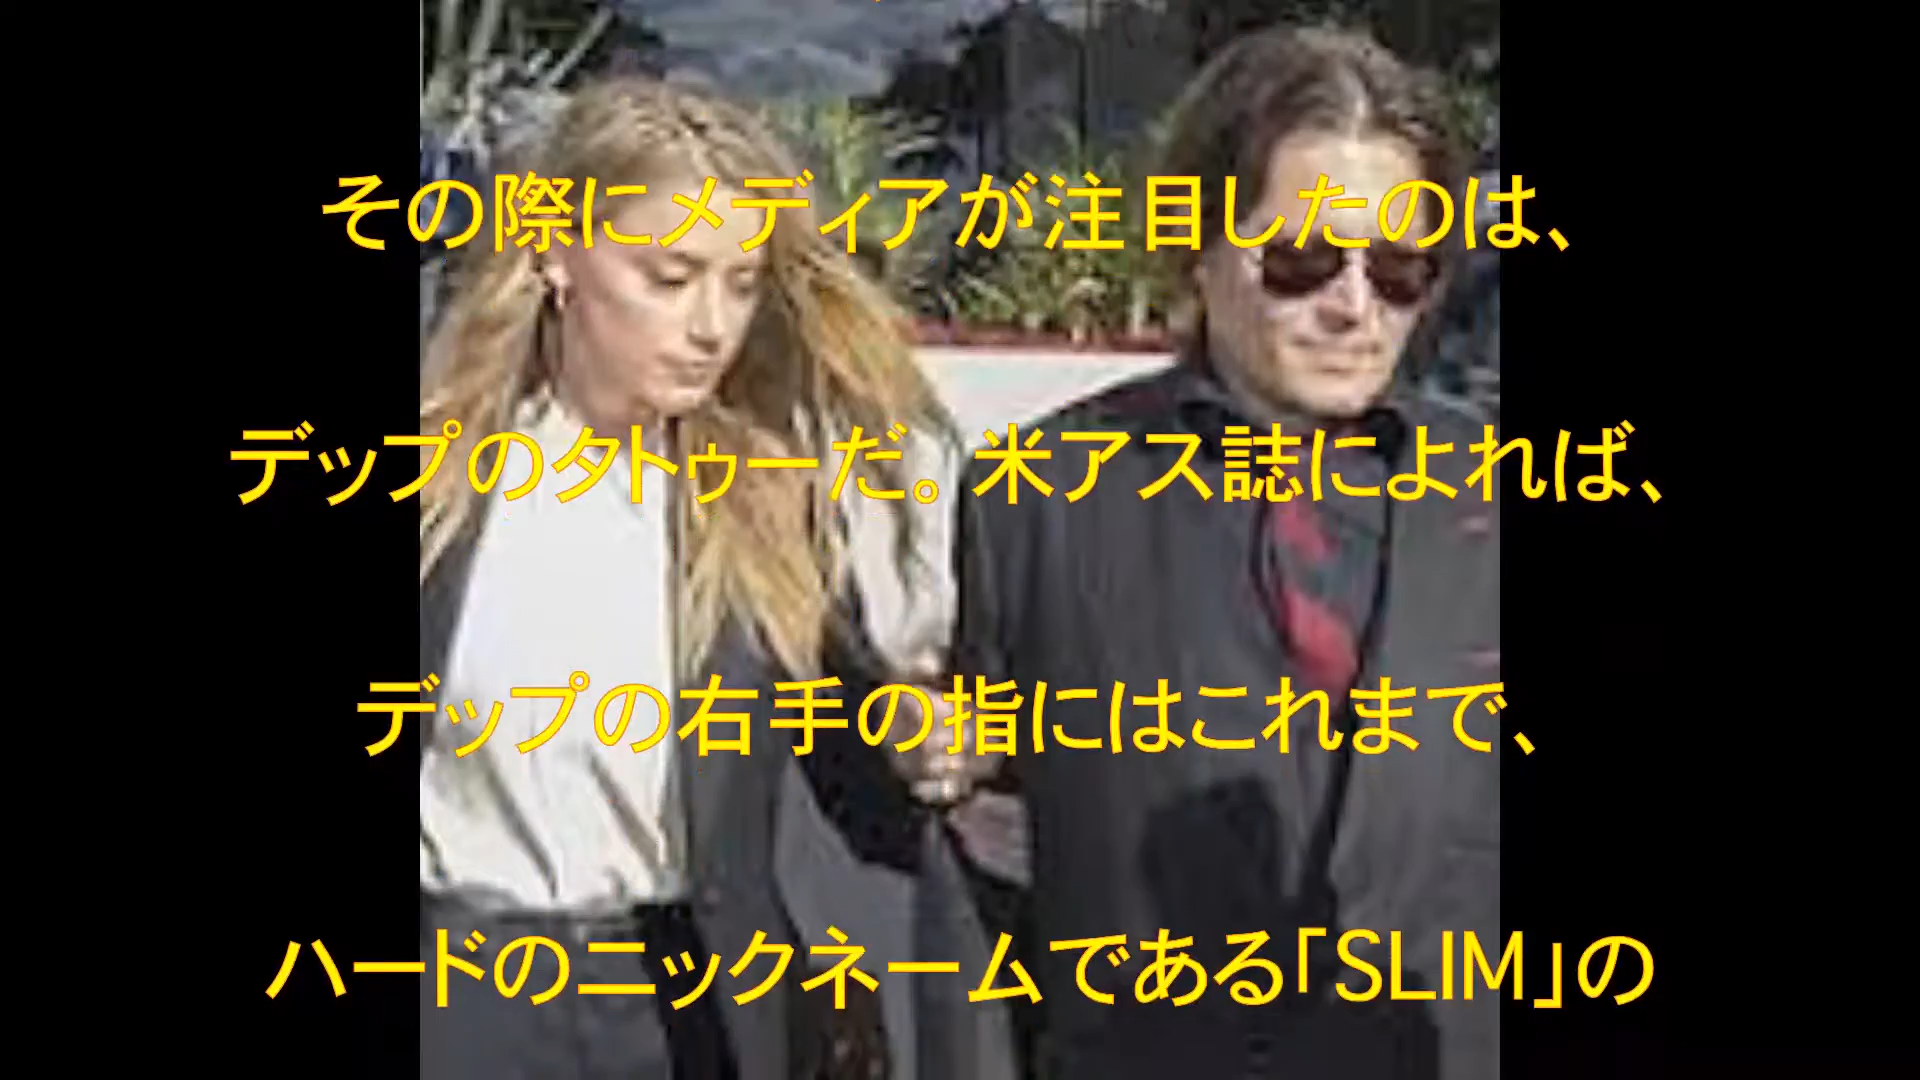 その際にメディアが注目したのは、
デップのタトゥーだ。米アス誌によれば、
デップの右手の指にはこれまで、
ハードのニックネームである「SLIM」の